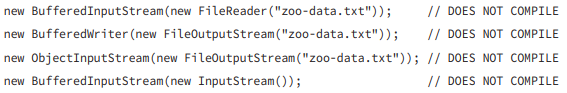 new BufferedInputStream(new FileReader("zoo-data.txt")); // DOES NOT COMPILE
new BufferedWriter(new FileOutputStream("zoo-data.txt")); // DOES NOT COMPILE
new ObjectInputStream(new FileOutputStream("zoo-data.txt")); // DOES NOT COMPILE
new BufferedInputStream(new InputStream()); // DOES NOT COMPILE